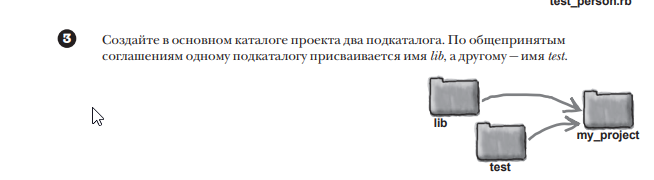 test_person.rb
3 Создайте в основном каталоге проекта два подкаталога. По общепринятым
соглашениям одному подкаталогу присваивается имя lib, а другому — имя test.
lib
my_project
test